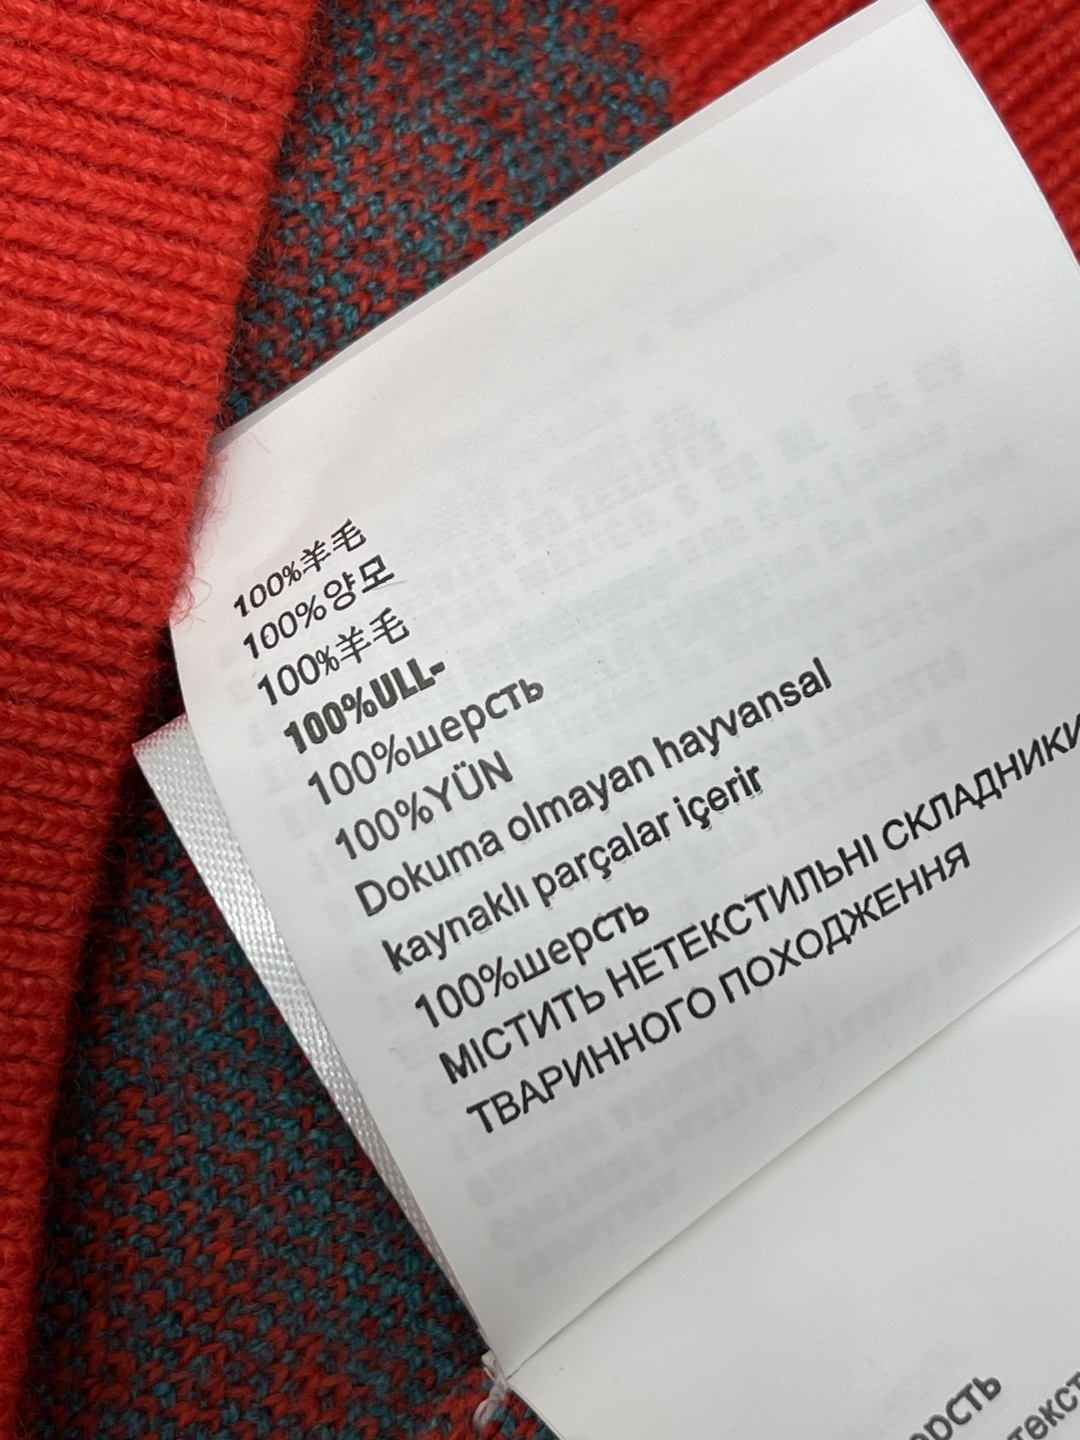 100%羊毛
100%양모
100%羊毛
100%ULL-
100%шерсть
100%YÜN
Dokuma olmayan hayvansal
kaynaklı parçalar içerir
100%шерсть
МІСТИТЬ НЕТЕКСТИЛЬНІ СКЛАДНИКИ
ТВАРИННОГО ПОХОДЖЕННЯ